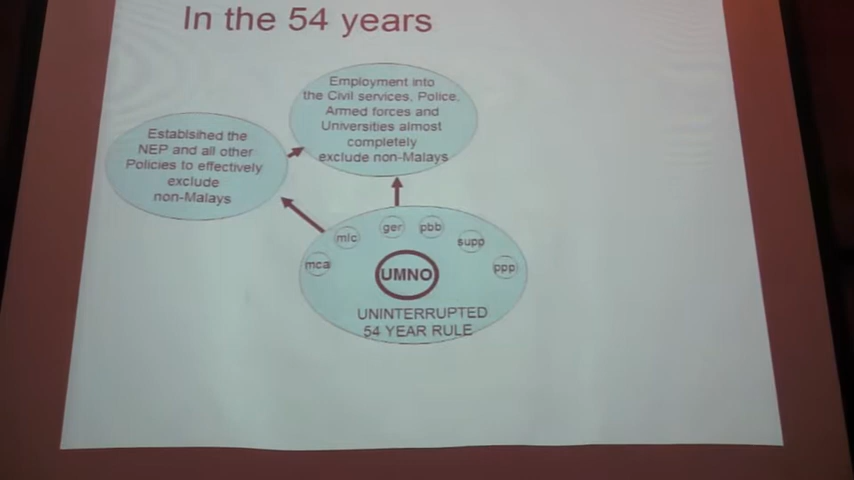 In the 54 years
Employment into
the Civil services, Police,
Armed forces and
Universities almost
completely
exclude non-Malays
Establsihed the
NEP and all other
Policies to effectively
exclude
non-Malays
mca
mic
ger
pbb
supp
ppp
UMNO
UNINTERRUPTED
54 YEAR RULE